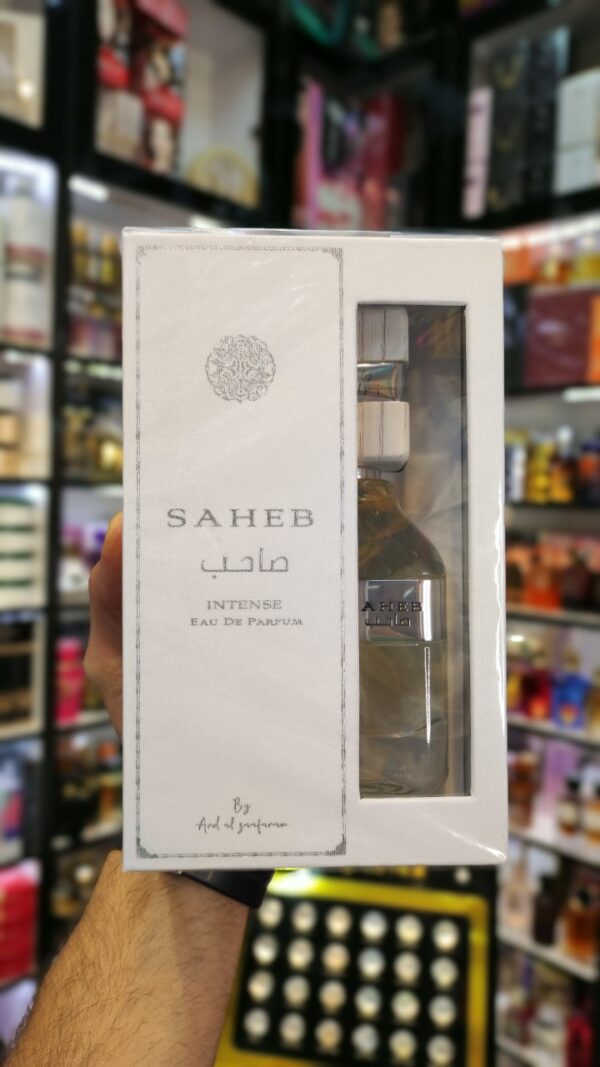 SAHEB
صاحب
INTENSE
EAU DE PARFUM
By
Ard al zaafaran
AHEB
صاحب